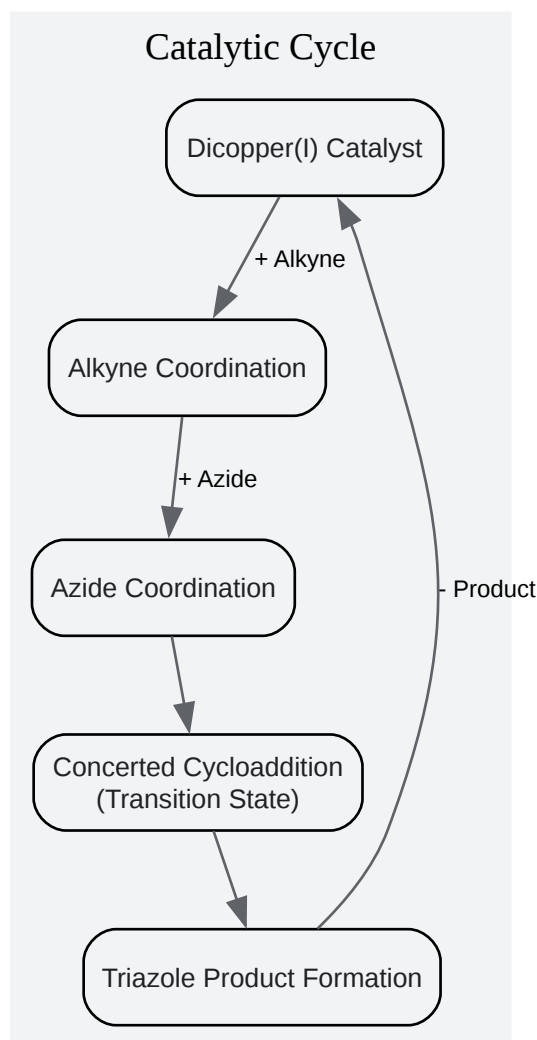 Catalytic Cycle
Dicopper(I) Catalyst
+ Alkyne
Alkyne Coordination
+ Azide
Azide Coordination
- Product
Concerted Cycloaddition
(Transition State)
Triazole Product Formation